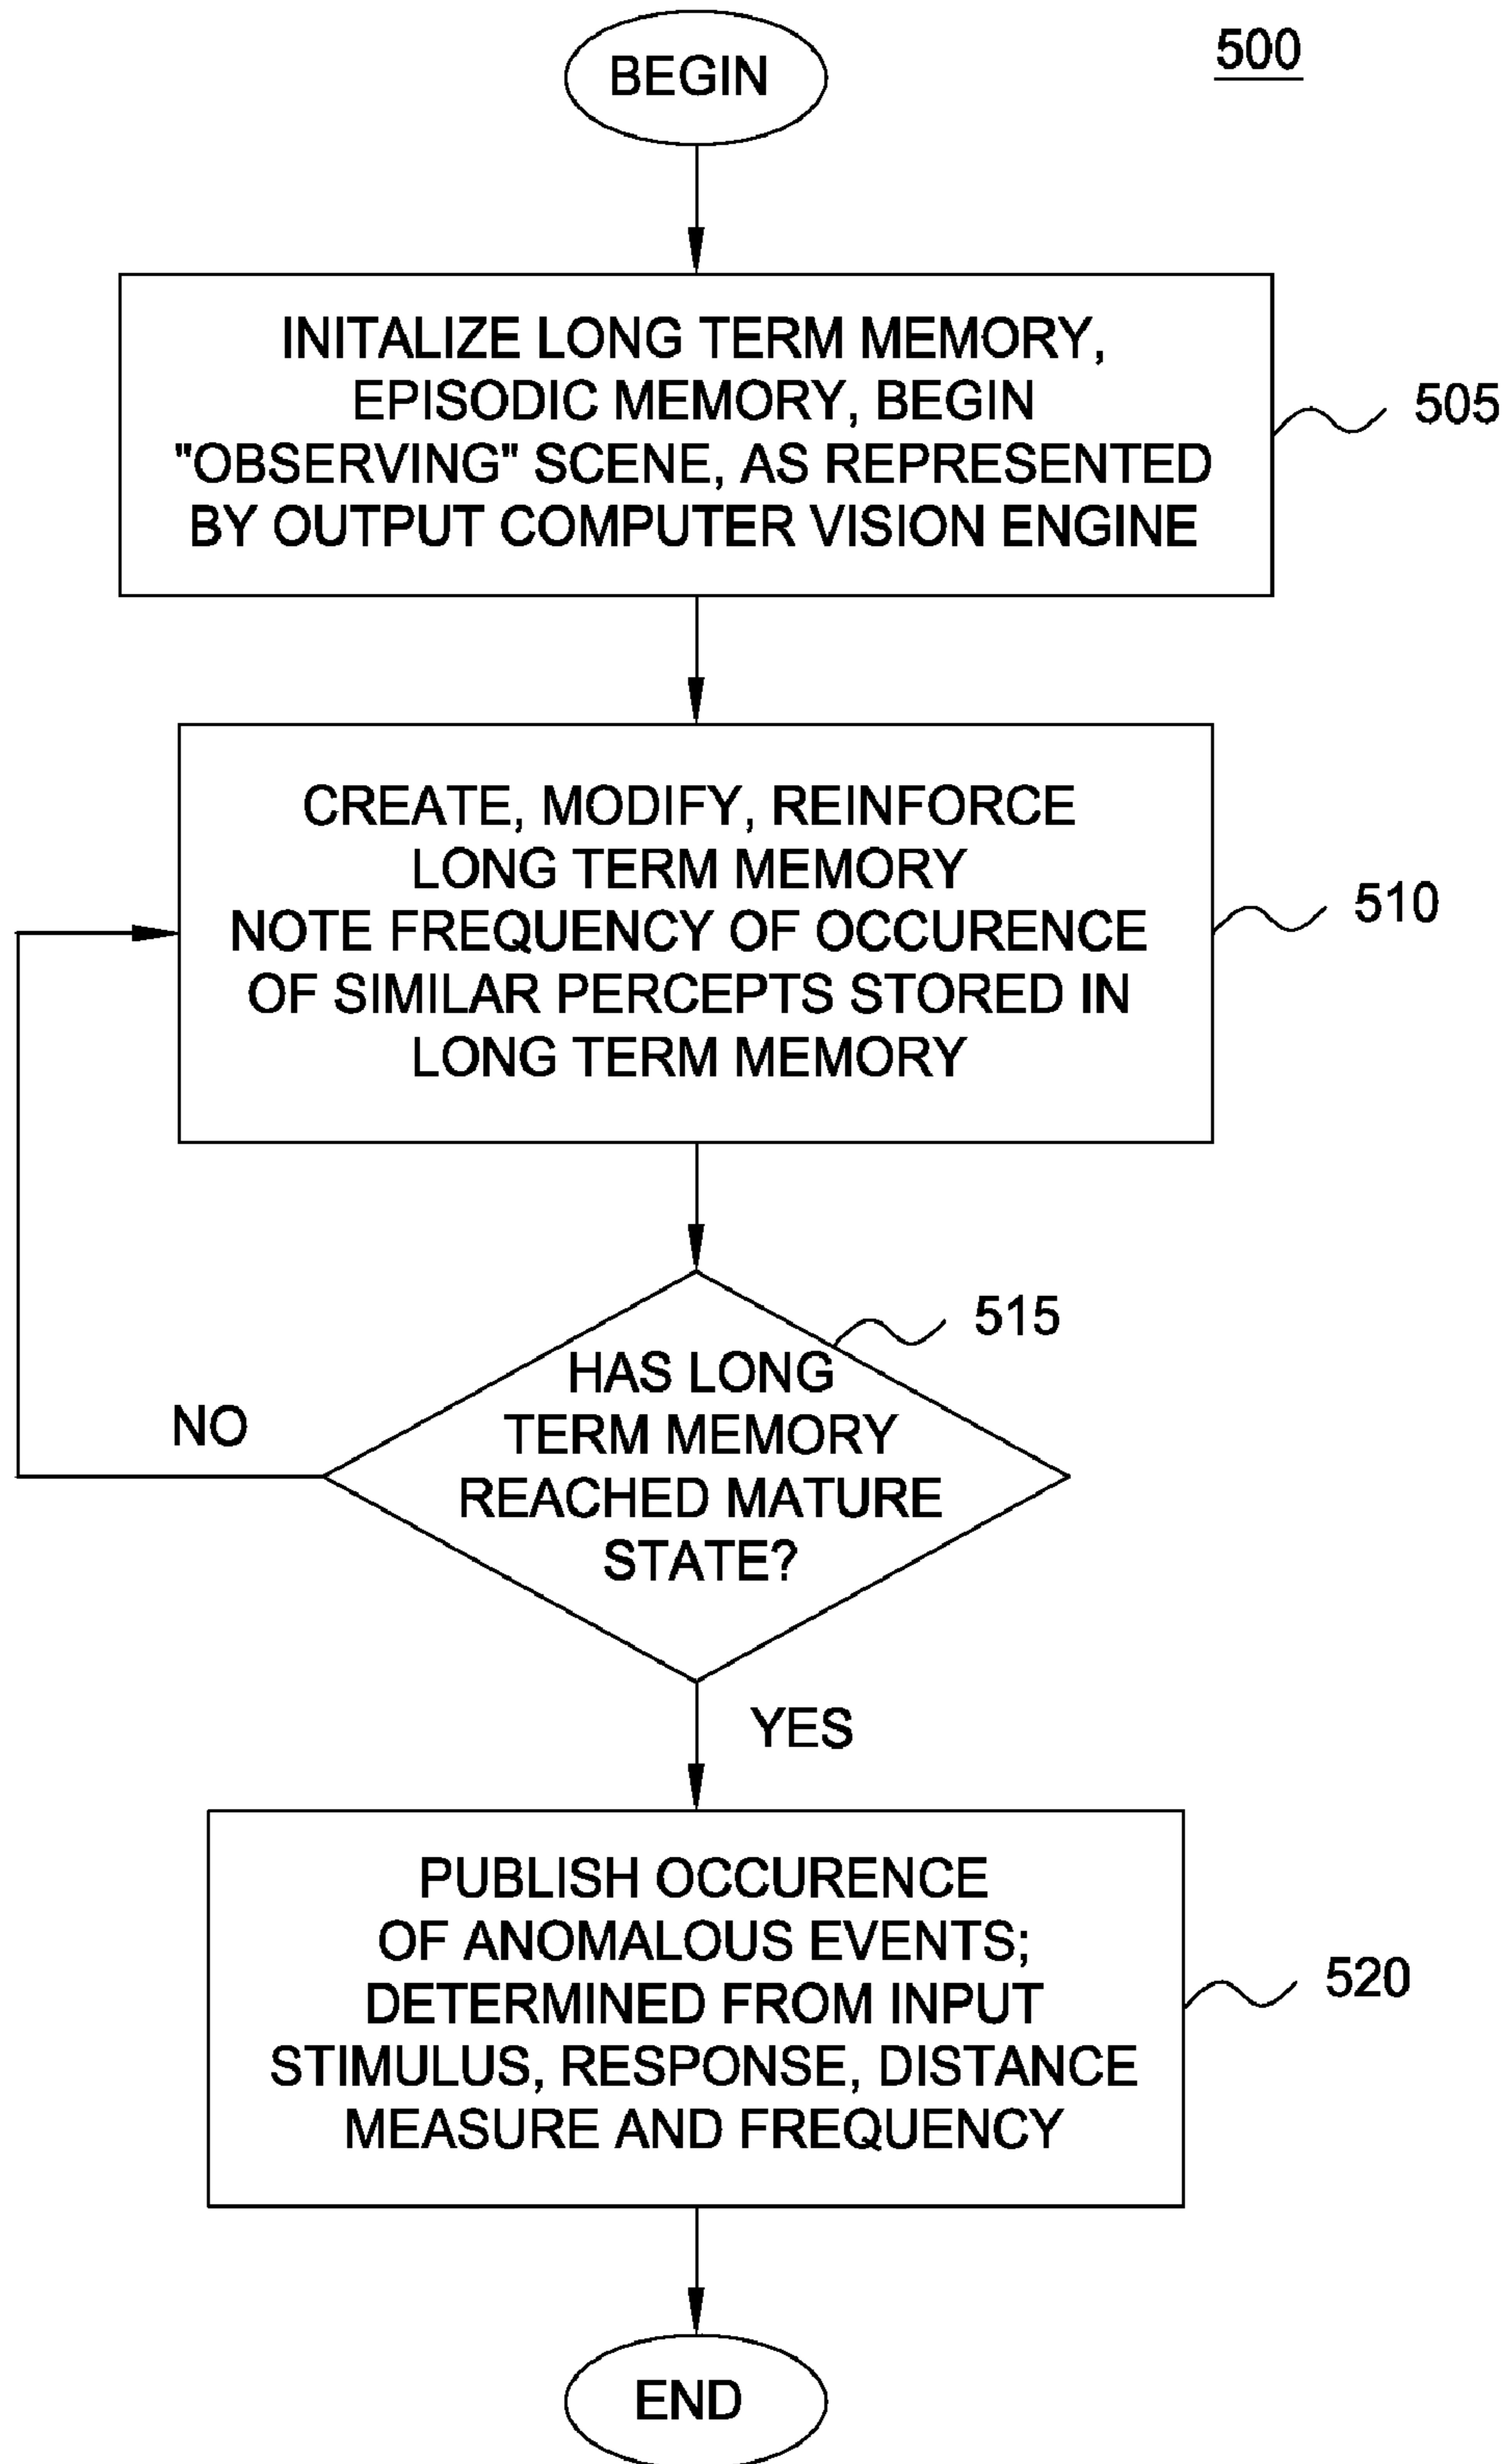 BEGIN
500
INITALIZE LONG TERM MEMORY,
EPISODIC MEMORY, BEGIN
"OBSERVING" SCENE, AS REPRESENTED
BY OUTPUT COMPUTER VISION ENGINE
505
CREATE, MODIFY, REINFORCE
LONG TERM MEMORY
NOTE FREQUENCY OF OCCURENCE
OF SIMILAR PERCEPTS STORED IN
LONG TERM MEMORY
510
515
HAS LONG
TERM MEMORY
REACHED MATURE
STATE?
NO
YES
PUBLISH OCCURENCE
OF ANOMALOUS EVENTS;
DETERMINED FROM INPUT
STIMULUS, RESPONSE, DISTANCE
MEASURE AND FREQUENCY
520
END